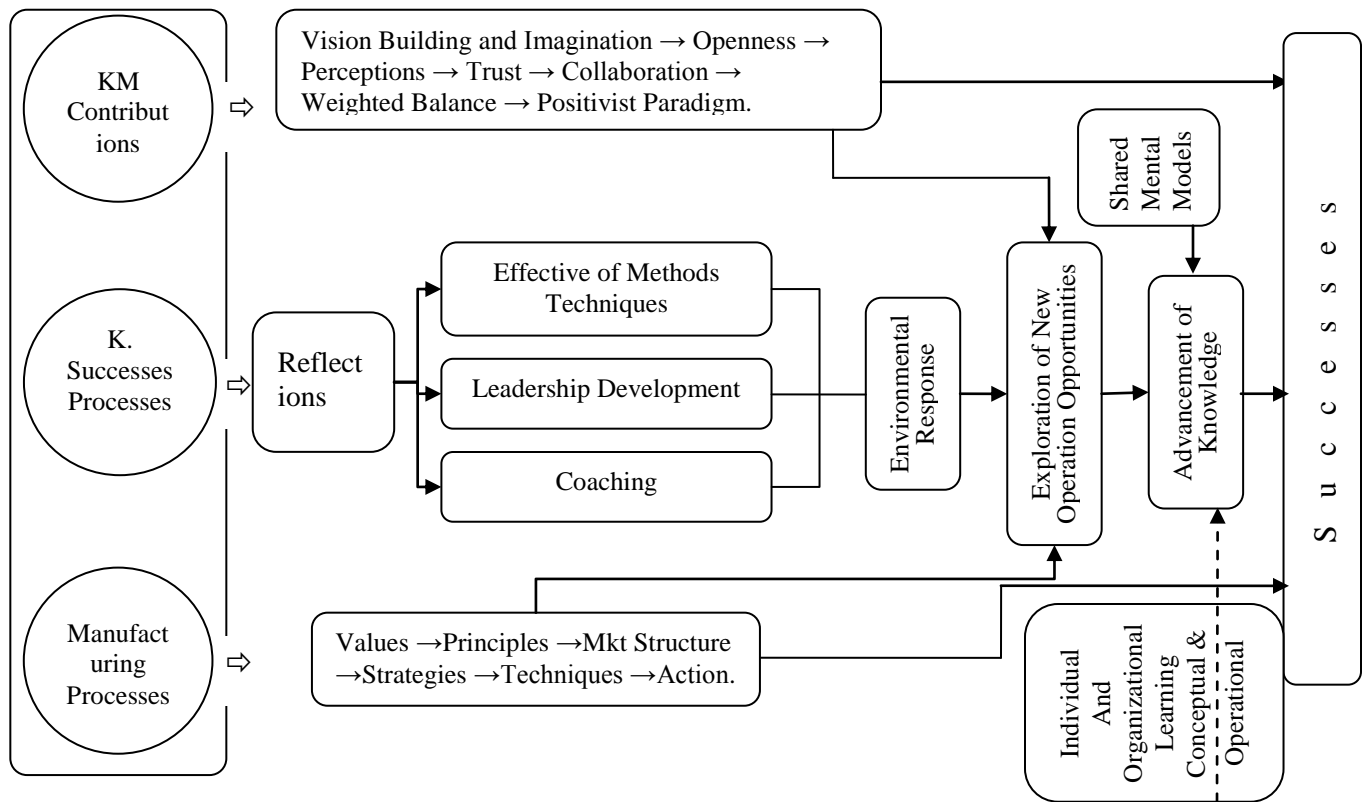 KM
Contribut
ions
Vision Building and Imagination → Openness →
Perceptions → Trust → Collaboration →
Weighted Balance → Positivist Paradigm.
Shared
Mental
Models
K.
Successes
Processes
Reflect
ions
Effective of Methods
Techniques
Leadership Development
Coaching
Environmental
Response
Exploration of New
Operation Opportunities
Advancement of
Knowledge
Successes
Manufact
uring
Processes
Values →Principles →Mkt Structure
→Strategies →Techniques →Action.
Individual
And
Organizational
Learning
Conceptual &
Operational